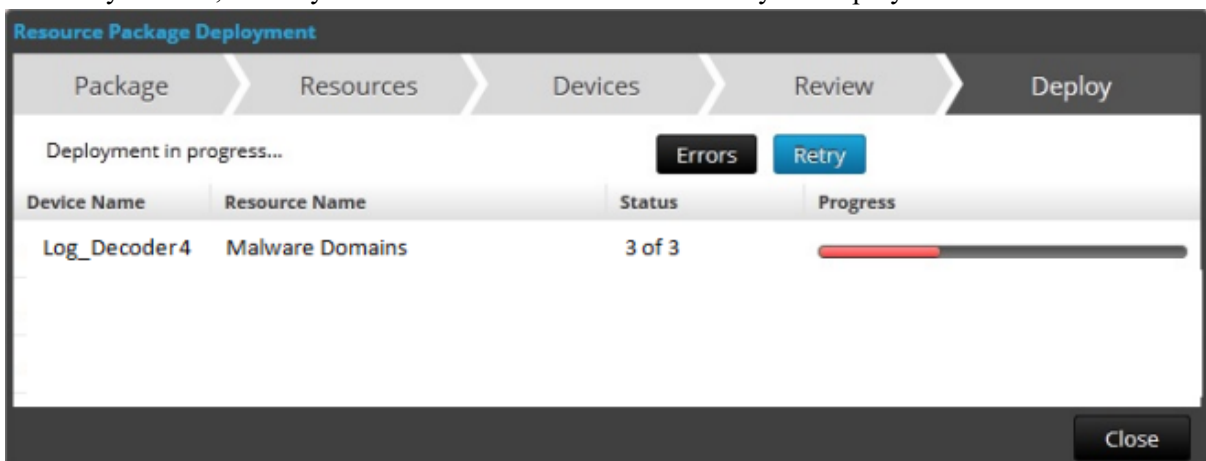 Resource Package Deployment
Package Resources Devices Review Deploy
Deployment in progress... Errors Retry
Device Name Resource Name Status Progress
Log_Decoder4 Malware Domains 3 of 3
Close